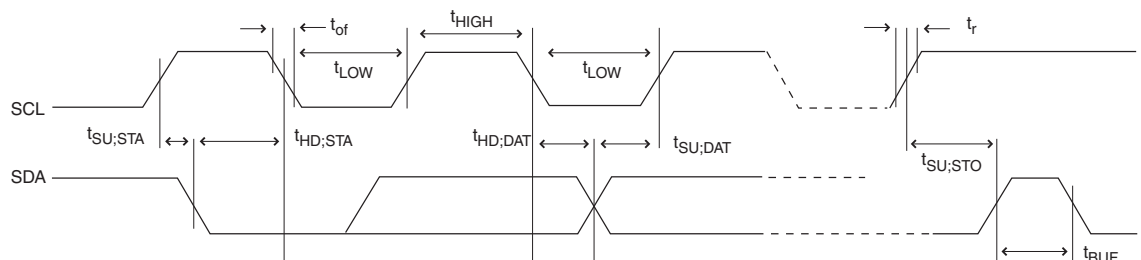 t_of
t_HIGH
t_r
t_LOW
t_LOW
SCL
t_SU;STA
t_HD;STA
t_HD;DAT
t_SU;DAT
t_SU;STO
SDA
t_BUF